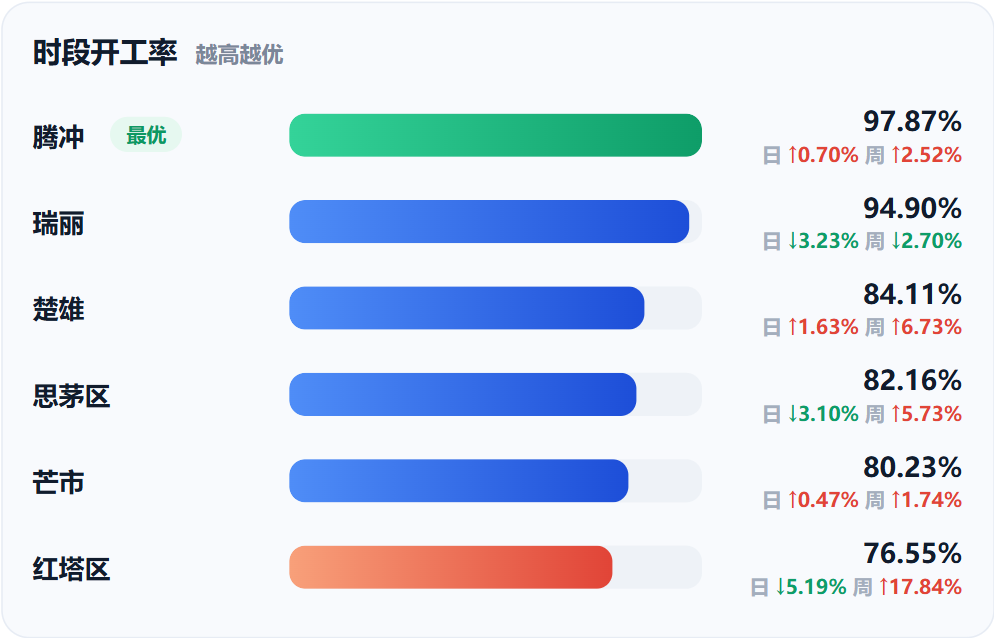 时段开工率 越高越优
腾冲 最优 97.87%
日 ↑0.70% 周 ↑2.52%
瑞丽 94.90%
日 ↓3.23% 周 ↓2.70%
楚雄 84.11%
日 ↑1.63% 周 ↑6.73%
思茅区 82.16%
日 ↓3.10% 周 ↑5.73%
芒市 80.23%
日 ↑0.47% 周 ↑1.74%
红塔区 76.55%
日 ↓5.19% 周 ↑17.84%